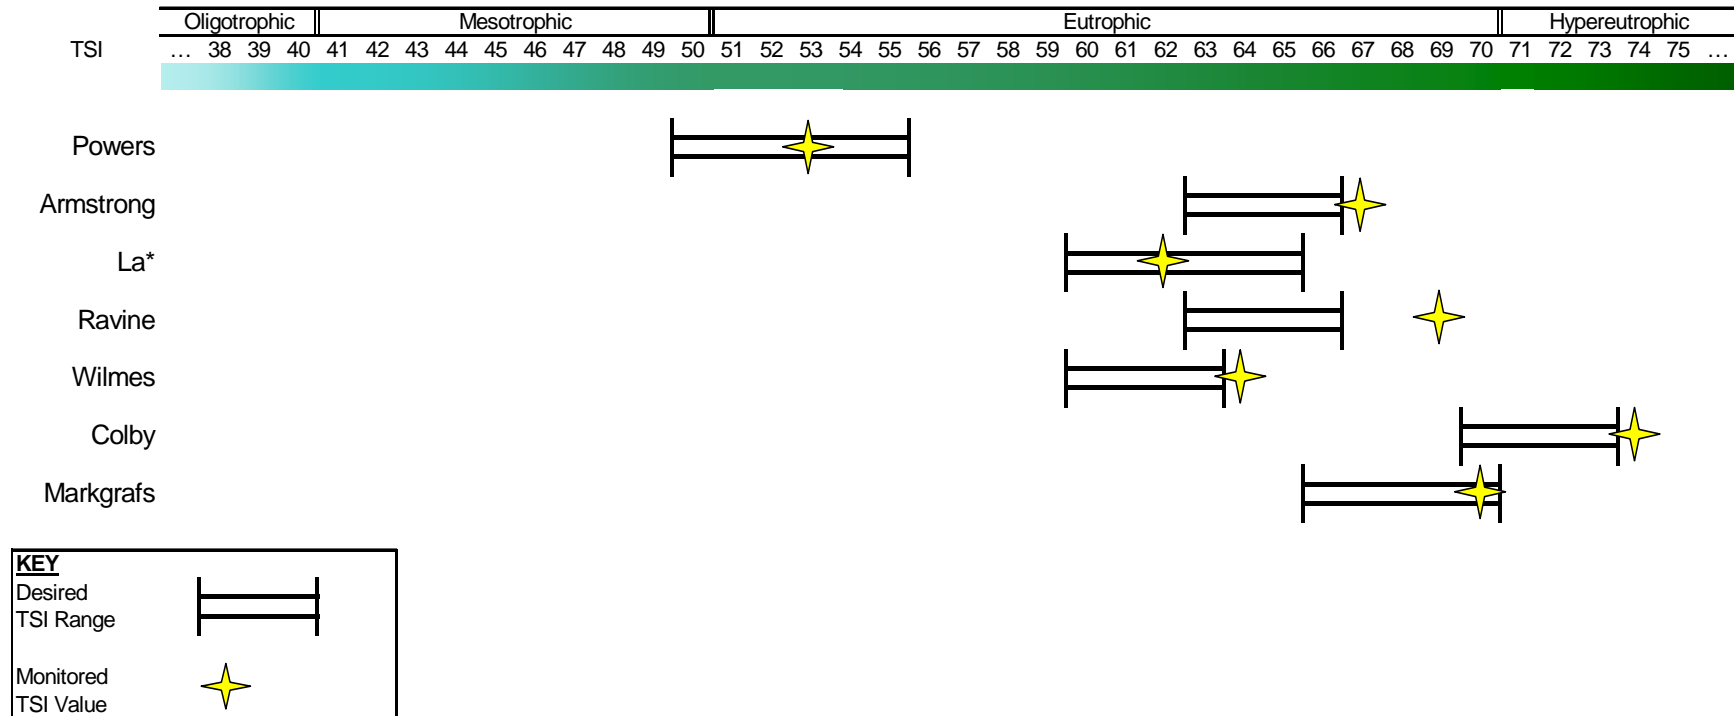 Oligotrophic Mesotrophic Eutrophic Hypereutrophic
TSI … 38 39 40 41 42 43 44 45 46 47 48 49 50 51 52 53 54 55 56 57 58 59 60 61 62 63 64 65 66 67 68 69 70 71 72 73 74 75 …
Powers
Armstrong
La*
Ravine
Wilmes
Colby
Markgrafs
KEY
Desired
TSI Range
Monitored
TSI Value